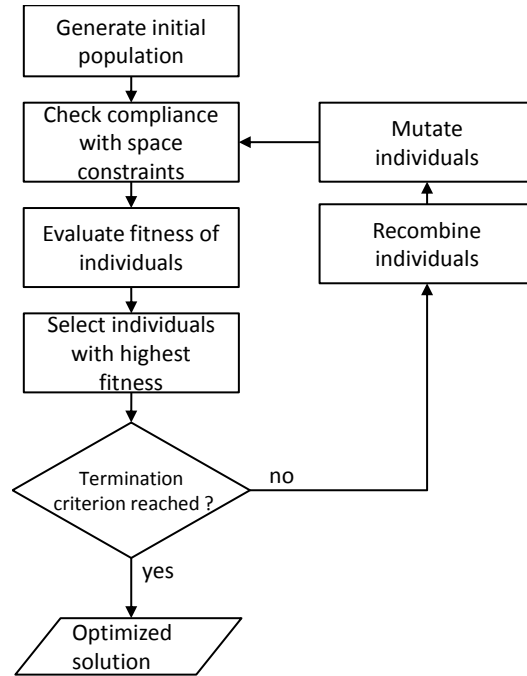 Generate initial
population
Check compliance
with space
constraints
Mutate
individuals
Evaluate fitness of
individuals
Recombine
individuals
Select individuals
with highest
fitness
Termination
criterion reached ?
no
yes
Optimized
solution